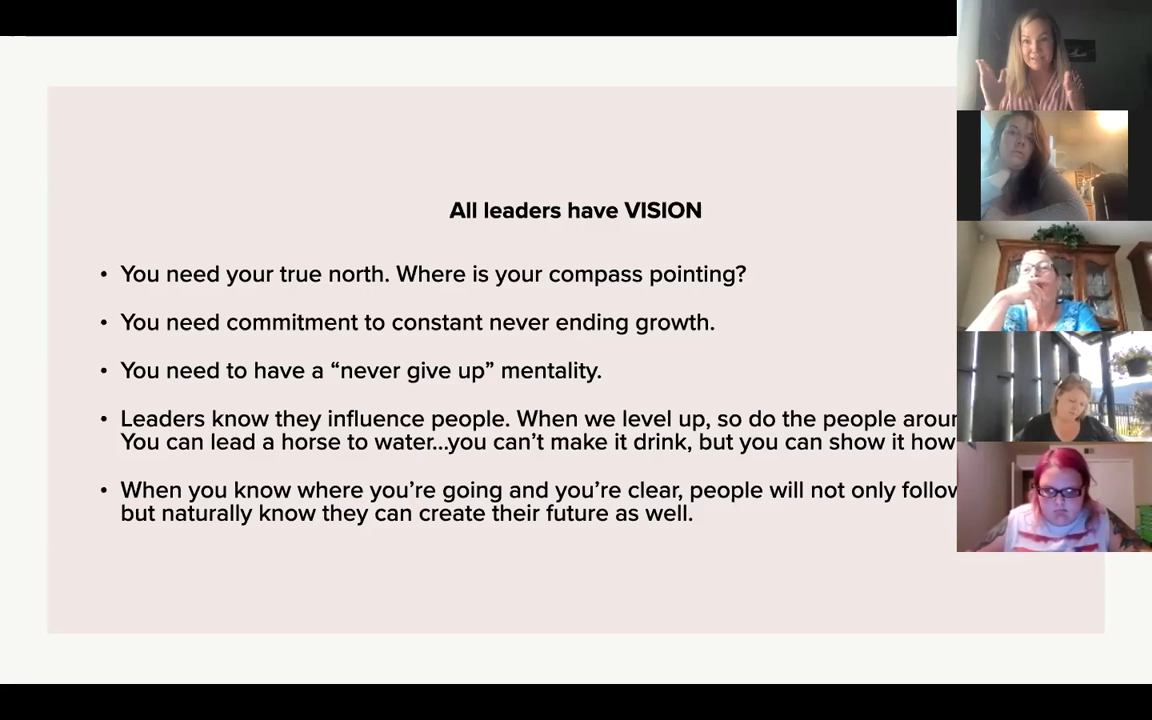 All leaders have VISION
• You need your true north. Where is your compass pointing?
• You need commitment to constant never ending growth.
• You need to have a “never give up” mentality.
• Leaders know they influence people. When we level up, so do the people
You can lead a horse to water...you can’t make it drink, but you can show it how
• When you know where you’re going and you’re clear, people will not only
but naturally know they can create their future as well.